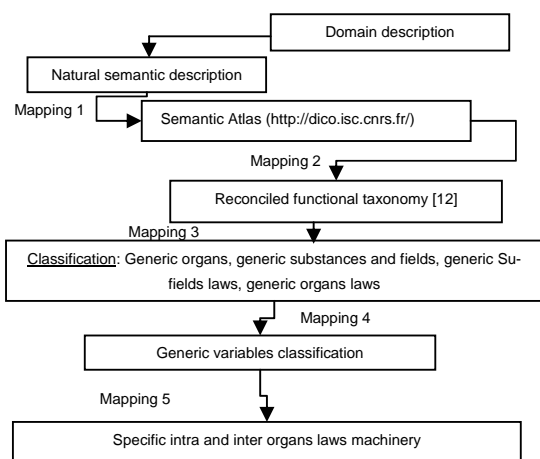 Domain description
Natural semantic description
Mapping 1
Semantic Atlas (http://dico.isc.cnrs.fr/)
Mapping 2
Reconciled functional taxonomy [12]
Mapping 3
Classification: Generic organs, generic substances and fields, generic Su-
fields laws, generic organs laws
Mapping 4
Generic variables classification
Mapping 5
Specific intra and inter organs laws machinery